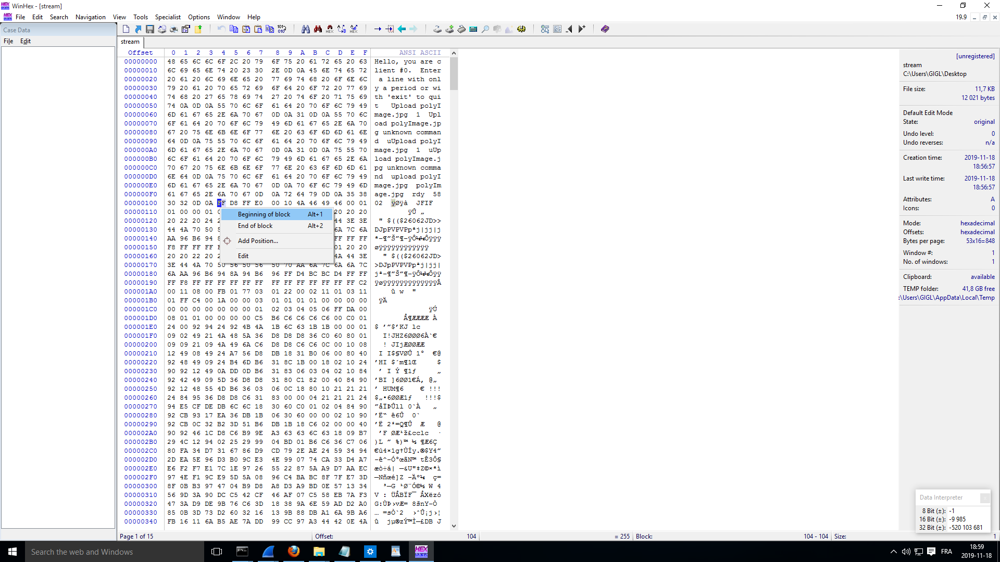 WinHex - [stream]
File Edit Search Navigation View Tools Specialist Options Window Help
19.9
Case Data
File Edit
stream
Offset 0 1 2 3 4 5 6 7 8 9 A B C D E F ANSI ASCII
00000000 48 65 6C 6C 6F 2C 20 79 6F 75 20 61 72 65 20 63 Hello, you are c
00000010 6C 69 65 6E 74 20 23 30 2E 0D 0A 45 6E 74 65 72 lient #0. Enter
00000020 20 61 20 6C 69 6E 65 20 77 69 74 68 20 6F 6E 6C a line with onl
00000030 79 20 61 20 70 65 72 69 6F 64 20 6F 72 20 77 69 y a period or wi
00000040 74 68 20 27 65 78 69 74 27 20 74 6F 20 71 75 69 th 'exit' to qui
00000050 74 0A 0D 0A 55 70 6C 6F 61 64 20 70 6F 6C 79 49 t Upload polyI
00000060 6D 61 67 65 2E 6A 70 67 0D 0A 31 0D 0A 55 70 6C mage.jpg 1 Upl
00000070 6F 61 64 20 70 6F 6C 79 49 6D 61 67 65 2E 6A 70 oad polyImage.jp
00000080 67 20 75 6E 6B 6E 6F 77 6E 20 63 6F 6D 6D 61 6E g unknown comman
00000090 64 0D 0A 75 55 70 6C 6F 61 64 20 70 6F 6C 79 49 d uUpload polyI
000000A0 6D 61 67 65 2E 6A 70 67 0D 0A 31 0D 0A 75 55 70 mage.jpg 1 uUp
000000B0 6C 6F 61 64 20 70 6F 6C 79 49 6D 61 67 65 2E 6A load polyImage.j
000000C0 70 67 20 75 6E 6B 6E 6F 77 6E 20 63 6F 6D 6D 61 pg unknown comma
000000D0 6E 64 0D 0A 75 70 6C 6F 61 64 20 70 6F 6C 79 49 nd upload polyI
000000E0 6D 61 67 65 2E 6A 70 67 0D 0A 70 6F 6C 79 49 6D mage.jpg polyIm
000000F0 61 67 65 2E 6A 70 67 0D 0A 72 64 79 0D 0A 35 38 age.jpg rdy 58
00000100 30 32 0D 0A FF D8 FF E0 00 10 4A 46 49 46 00 01 02 ÿØÿà JFIF
00000110 01 00 00 01 20 20 20 ÿÛ „
00000120 20 22 20 24 44 3E 3E " $(($26062JD>>
00000130 44 4A 70 50 6A 7C 6A DJpPVPVPpªj|jj|j
00000140 AA 96 B6 94 FF FF FF ª–¶”Š”¶–ÿÔ¼¼Ôÿÿÿ
00000150 F8 FF FF FF 01 20 20 øÿÿÿÿÿÿÿÿÿÿÿÿ
00000160 20 20 22 20 4A 44 3E " $(($26062JD>
00000170 3E 44 4A 70 50 56 50 56 50 70 AA 6A 7C 6A 6A 7C >DJpPVPVPpªj|jj|
00000180 6A AA 96 B6 94 8A 94 B6 96 FF D4 BC BC D4 FF FF jª–¶”Š”¶–ÿÔ¼¼Ôÿÿ
00000190 FF F8 FF FF FF FF FF FF FF FF FF FF FF FF FF C2 ÿøÿÿÿÿÿÿÿÿÿÿÿÿÿÂ
000001A0 00 11 08 00 FB 01 77 03 01 22 00 02 11 01 03 11 û w "
000001B0 01 FF C4 00 1A 00 00 03 01 01 01 01 00 00 00 00 ÿÄ
000001C0 00 00 00 00 00 00 00 01 02 03 04 05 06 FF DA 00 ÿÚ
000001D0 08 01 01 00 00 00 00 C5 B6 C6 C6 C6 C6 00 C0 01 Å¶ÆÆÆÆ À
000001E0 24 00 92 94 24 92 4B 4A 1B 6C 63 1B 1B 00 00 01 $ ’”$’KJ lc
000001F0 09 02 49 21 4A 48 5A 36 D8 D8 D8 36 C0 60 80 01 I!JHZ6ØØØ6À`€
00000200 09 09 21 09 4A 49 6A C6 D8 D8 C6 C6 0C 00 10 08 ! JIjÆØØÆÆ
00000210 12 49 08 49 24 A7 56 D8 DB 18 31 B0 06 00 80 40 I I$§VØÛ 1° €@
00000220 92 48 49 09 24 B4 6D B6 31 8C 1B 00 18 02 10 24 ’HI $´m¶1Œ $
00000230 90 92 12 49 0A DD 0D B6 31 83 06 03 04 02 10 84 ’ I Ý ¶1ƒ „
00000240 92 42 49 09 5D 36 D8 D8 31 80 C1 82 00 40 84 90 ’BI ]6ØØ1€Á‚ @„
00000250 92 12 48 55 4D B6 36 03 06 0C 18 80 10 21 21 21 ’ HUM¶6 € !!!
00000260 24 84 95 36 D8 D8 C6 31 83 00 00 04 21 21 21 24 $„•6ØØÆ1ƒ !!!$
00000270 94 E5 CF DE DB 6C 6C 18 30 60 C0 01 02 04 84 90 ”åÏÞÛll 0`À „
00000280 92 CB 93 17 EA 36 DB 1B 06 30 60 00 00 02 10 90 ’Ë“ ê6Û 0`
00000290 92 CB 0C 32 B2 3D 51 B6 DB 1B 18 C6 02 00 00 40 ’Ë 2²=Q¶Û Æ @
000002A0 90 92 46 1C D8 C6 B9 9E A3 63 63 6C 63 18 09 B7 ’F ØÆ¹ž£cclc ·
000002B0 29 4C 12 94 02 25 29 99 04 BD 01 B6 C6 36 C7 06 )L ” %)™ ½ ¶Æ6Ç
000002C0 80 FA 34 D7 31 67 86 D9 CD 79 2E AE 24 59 34 94 €ú4×1g†ÙÍy.®$Y4”
000002D0 2D EA 5E 96 D3 B0 9C E3 4E 99 07 74 CA 33 D4 A7 -ê^–Ó°œãN™ tÊ3Ô§
000002E0 E6 F2 F7 E1 7C 1E 97 26 55 22 87 5A A9 D7 AA EC æò÷á| —&U"‡Z©×ªì
000002F0 97 4E F1 9C E9 5D 5A 08 96 C4 BA BC 8F 7F E7 3D —Nñœé]Z –Äº¼ ç=
00000300 8F 0B B3 97 47 04 B9 D8 A8 D3 A9 BD 0E 57 13 34 ³—G ¹Ø¨Ó©½ W 4
00000310 56 9D 3A 90 DC C5 42 CF 46 AF 07 C5 58 EB 7A F3 V : ÜÅBÏF¯ ÅXëzó
00000320 47 3A D9 DE 9B 76 C6 3D 18 38 9A 6E 59 AD D2 A0 G:ÙÞ›vÆ= 8šnY-Ò
00000330 85 0B 3D 73 D2 60 32 16 13 9B 88 DB A1 6A 9B A6 … =sÒ`2 ›ˆÛ¡j›¦
00000340 FB 16 11 6A B5 AE 7A DD 99 CC 97 A3 44 42 0E 4A û jµ®zÝ™Ì—£DB J
Beginning of block Alt+1
End of block Alt+2
Add Position...
Edit
[unregistered]
stream
C:\Users\GIGL\Desktop
File size: 11,7 KB
12 021 bytes
Default Edit Mode
State: original
Undo level: 0
Undo reverses: n/a
Creation time: 2019-11-18
18:56:57
Last write time: 2019-11-18
18:56:57
Attributes: A
Icons: 0
Mode: hexadecimal
Offsets: hexadecimal
Bytes per page: 53x16=848
Window #: 1
No. of windows: 1
Clipboard: available
TEMP folder: 41,8 GB free
:\Users\GIGL\AppData\Local\Temp
Data Interpreter
8 Bit (±): -1
16 Bit (±): -9 985
32 Bit (±): -520 103 681
Page 1 of 15 Offset: 104 = 255 Block: 104 - 104 Size: 1
Search the web and Windows
HEX
FRA
18:59
2019-11-18